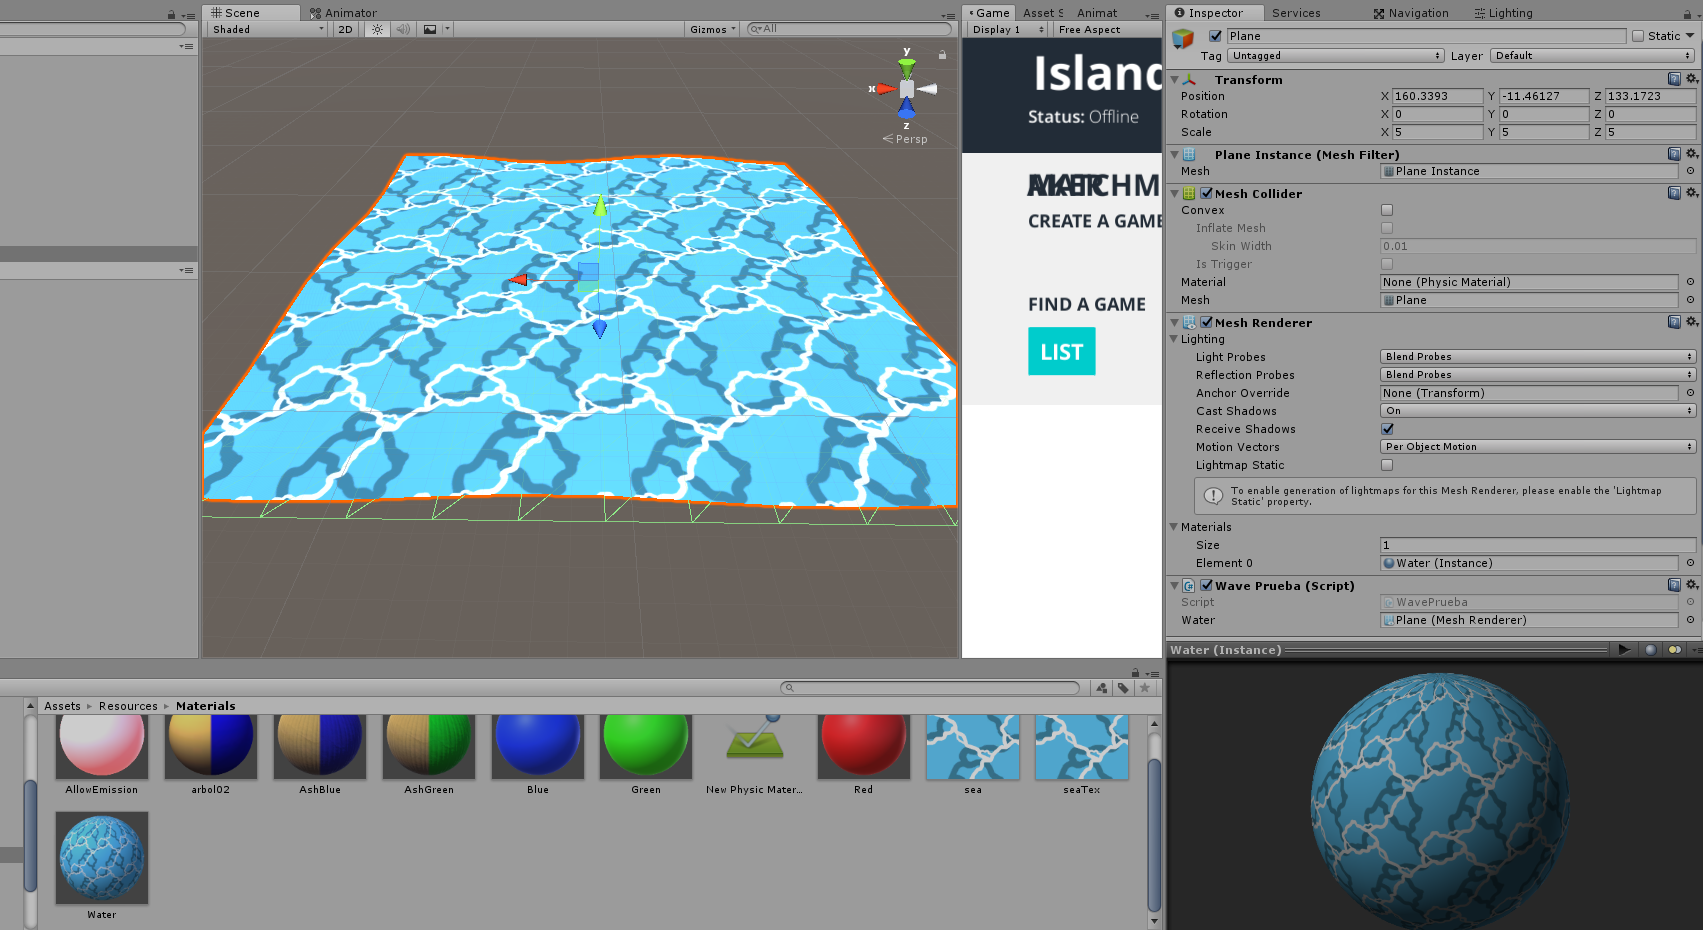 Scene
Animator
Shaded
2D
Gizmos
All
y
x
z
Persp
Game
Asset S
Animat
Display 1
Free Aspect
Island
Status: Offline
MATCHM
AKER
CREATE A GAME
FIND A GAME
LIST
Inspector
Services
Navigation
Lighting
Plane
Static
Tag
Untagged
Layer
Default
Transform
Position
X 160.3393 Y -11.46127 Z 133.1723
Rotation
X 0 Y 0 Z 0
Scale
X 5 Y 5 Z 5
Plane Instance (Mesh Filter)
Mesh
Plane Instance
Mesh Collider
Convex
Inflate Mesh
Skin Width
0.01
Is Trigger
Material
None (Physic Material)
Mesh
Plane
Mesh Renderer
Lighting
Light Probes
Blend Probes
Reflection Probes
Blend Probes
Anchor Override
None (Transform)
Cast Shadows
On
Receive Shadows
Motion Vectors
Per Object Motion
Lightmap Static
To enable generation of lightmaps for this Mesh Renderer, please enable the 'Lightmap
Static' property.
Materials
Size
1
Element 0
Water (Instance)
Wave Prueba (Script)
Script
WavePrueba
Water
Plane (Mesh Renderer)
Water (Instance)
Assets
Resources
Materials
AllowEmission
arbol02
AshBlue
AshGreen
Blue
Green
New Physic Mater...
Red
sea
seaTex
Water